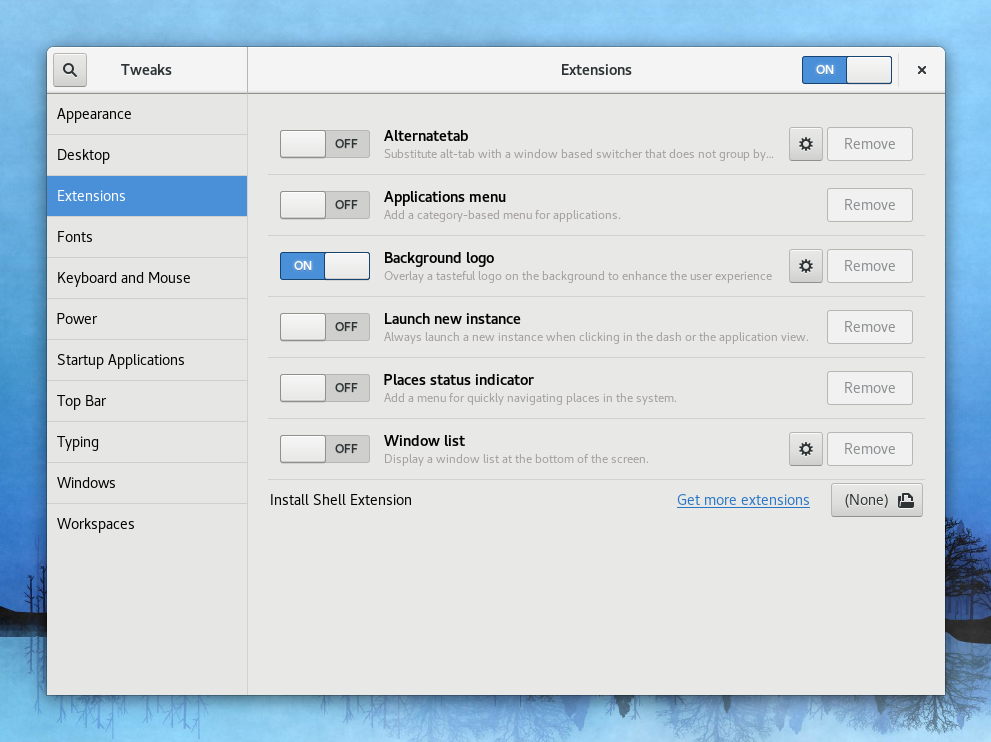 Tweaks
Extensions
ON
Appearance
Desktop
Extensions
Fonts
Keyboard and Mouse
Power
Startup Applications
Top Bar
Typing
Windows
Workspaces
OFF
Alternatetab
Substitute alt-tab with a window based switcher that does not group by...
Remove
OFF
Applications menu
Add a category-based menu for applications.
Remove
ON
Background logo
Overlay a tasteful logo on the background to enhance the user experience
Remove
OFF
Launch new instance
Always launch a new instance when clicking in the dash or the application view.
Remove
OFF
Places status indicator
Add a menu for quickly navigating places in the system.
Remove
OFF
Window list
Display a window list at the bottom of the screen.
Remove
Install Shell Extension
Get more extensions
(None)